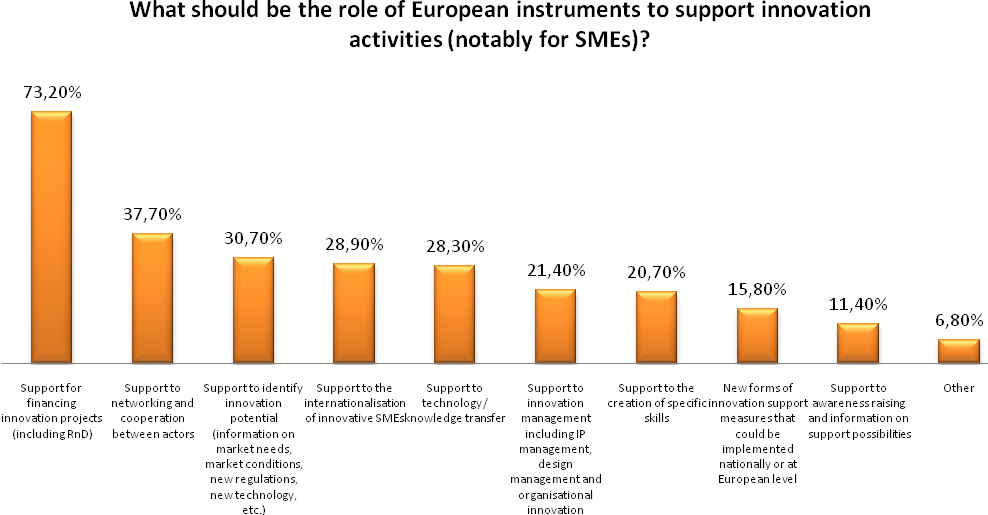 What should be the role of European instruments to support innovation
activities (notably for SMEs)?
73,20%
37,70%
30,70%
28,90%
28,30%
21,40%
20,70%
15,80%
11,40%
6,80%
Support for
financing
innovation projects
(including RnD)
Support to
networking and
cooperation
between actors
Support to identify
innovation
potential
(information on
market needs,
market conditions,
new regulations,
new technology,
etc.)
Support to the
internationalisation
of innovative SMEs
Support to
technology/
knowledge transfer
Support to
innovation
management
including IP
management,
design
management and
organisational
innovation
Support to the
creation of specific
skills
New forms of
innovation support
measures that
could be
implemented
nationally or at
European level
Support to
awareness raising
and information on
support possibilities
Other